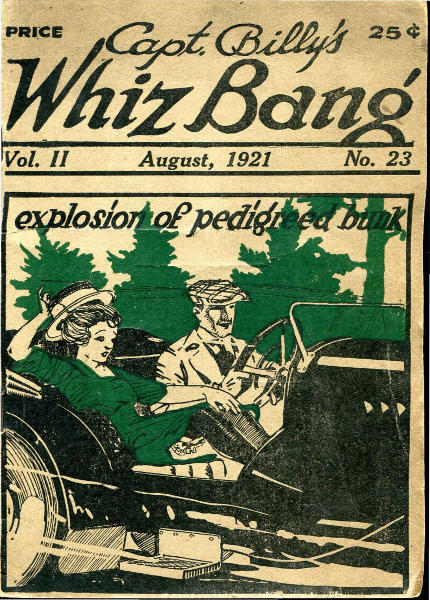 PRICE Capt. Billy's 25¢
Whiz Bang
Vol. II August, 1921 No. 23
explosion of pedigreed bunk